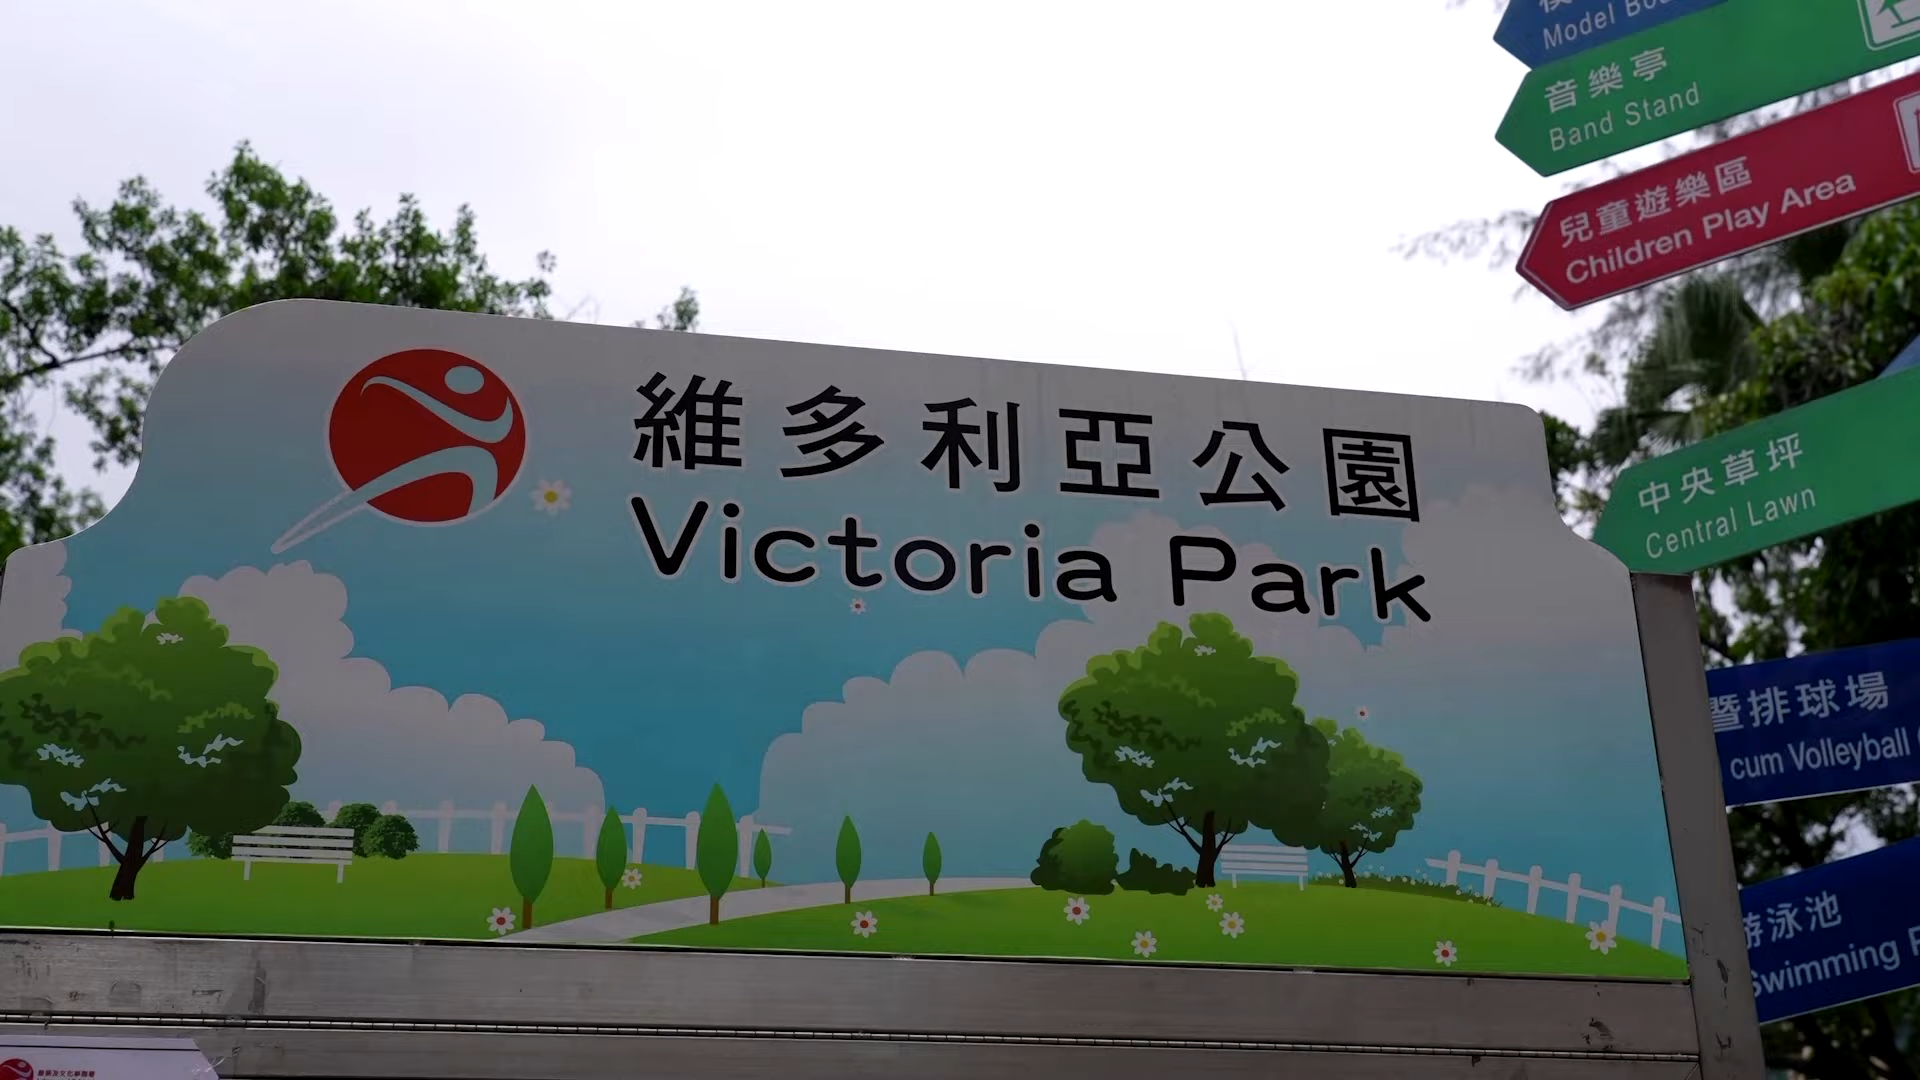 維多利亞公園
Victoria Park
Model
音樂亭
Band Stand
兒童遊樂區
Children Play Area
中央草坪
Central Lawn
暨排球場
cum Volleyball
游泳池
Swimming